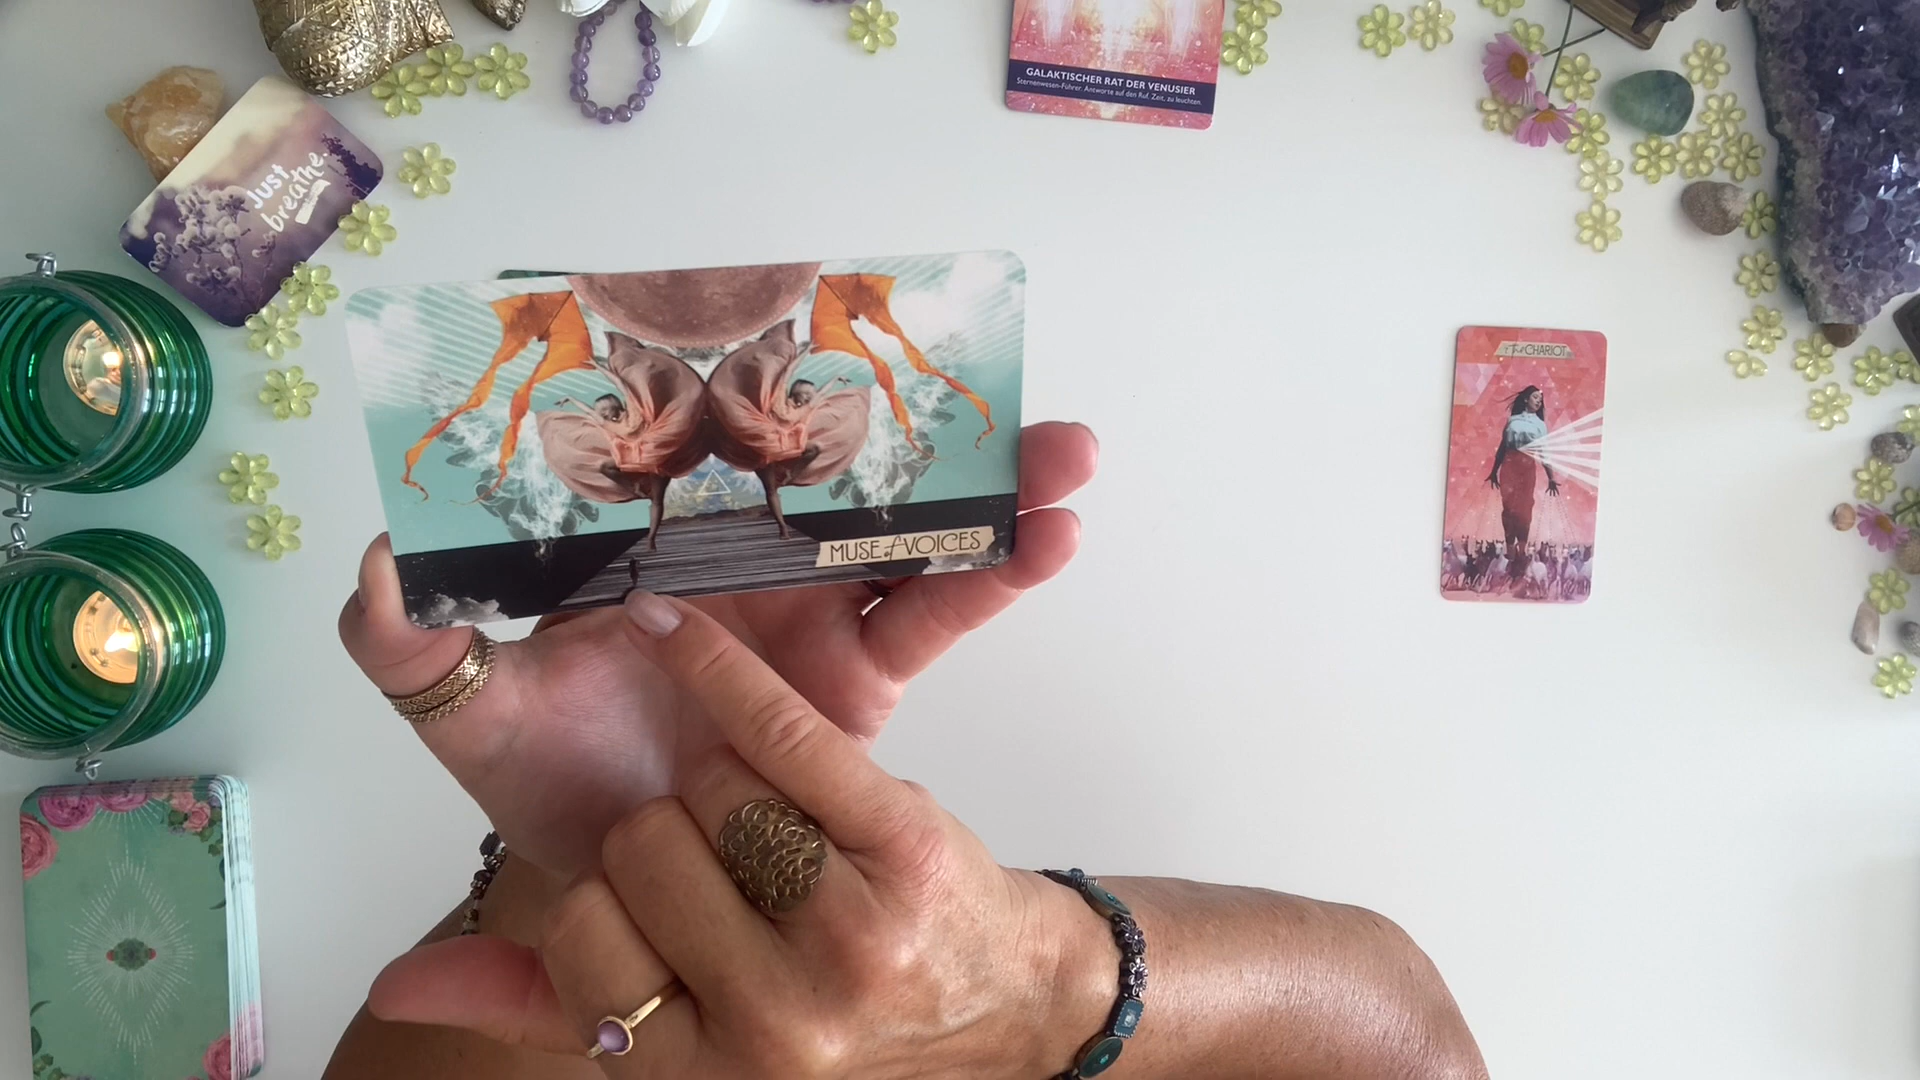 GALAKTISCHER RAT DER VENUSIER
Sternenwesen-Führer. Antworte auf den Ruf. Zeit, zu leuchten.
Just
breathe.
The CHARIOT
MUSE of VOICES